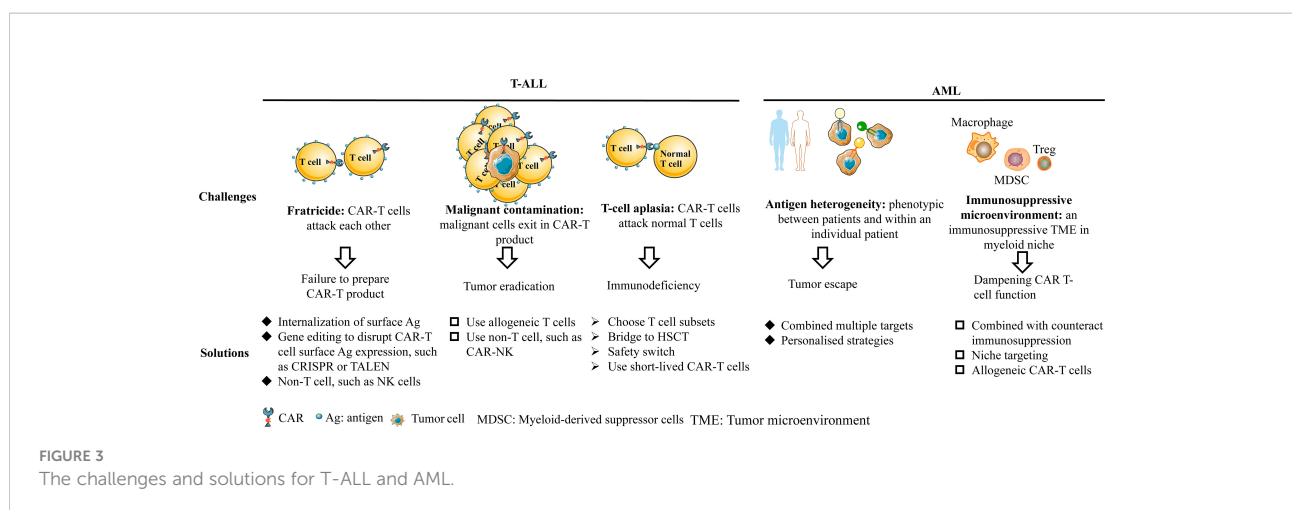 T-ALL
AML
Challenges
T cell
T cell
T cell
T cell
T cell
T cell
T cell
T cell
T cell
Normal
T cell
Macrophage
Treg
MDSC
Fratricide: CAR-T cells
attack each other
Malignant contamination:
malignant cells exit in CAR-T
product
T-cell aplasia: CAR-T cells
attack normal T cells
Antigen heterogeneity: phenotypic
between patients and within an
individual patient
Immunosuppressive
microenvironment: an
immunosuppressive TME in
myeloid niche
Failure to prepare
CAR-T product
Tumor eradication
Immunodeficiency
Tumor escape
Dampening CAR T-
cell function
Solutions
◆ Internalization of surface Ag
◆ Gene editing to disrupt CAR-T
cell surface Ag expression, such
as CRISPR or TALEN
◆ Non-T cell, such as NK cells
□ Use allogeneic T cells
□ Use non-T cell, such as
CAR-NK
➢ Choose T cell subsets
➢ Bridge to HSCT
➢ Safety switch
➢ Use short-lived CAR-T cells
◆ Combined multiple targets
◆ Personalised strategies
□ Combined with counteract
immunosuppression
□ Niche targeting
□ Allogeneic CAR-T cells
CAR Ag: antigen Tumor cell MDSC: Myeloid-derived suppressor cells TME: Tumor microenvironment
FIGURE 3
The challenges and solutions for T-ALL and AML.